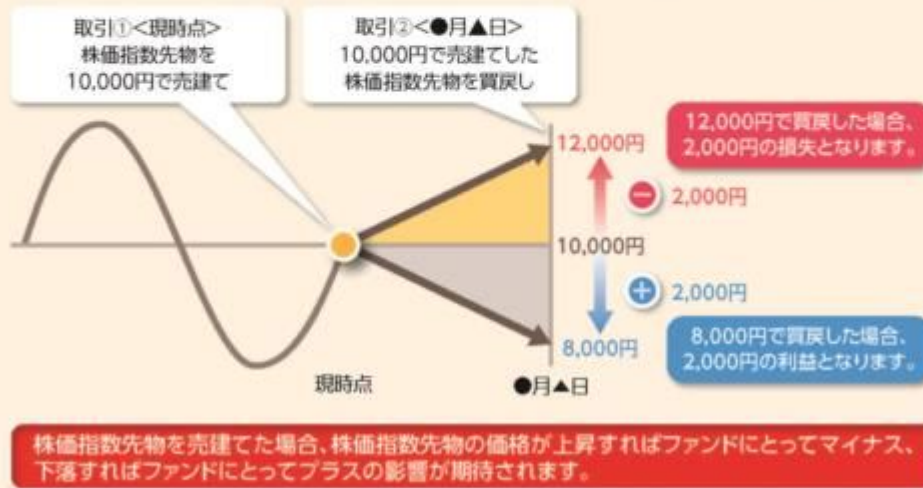 取引①<現時点>
株価指数先物を
10,000円で売建て
取引②<●月▲日>
10,000円で売建てした
株価指数先物を買戻し
12,000円
12,000円で買戻した場合、
2,000円の損失となります。
2,000円
10,000円
2,000円
8,000円
8,000円で買戻した場合、
2,000円の利益となります。
現時点
●月▲日
株価指数先物を売建てた場合、株価指数先物の価格が上昇すればファンドにとってマイナス、
下落すればファンドにとってプラスの影響が期待されます。